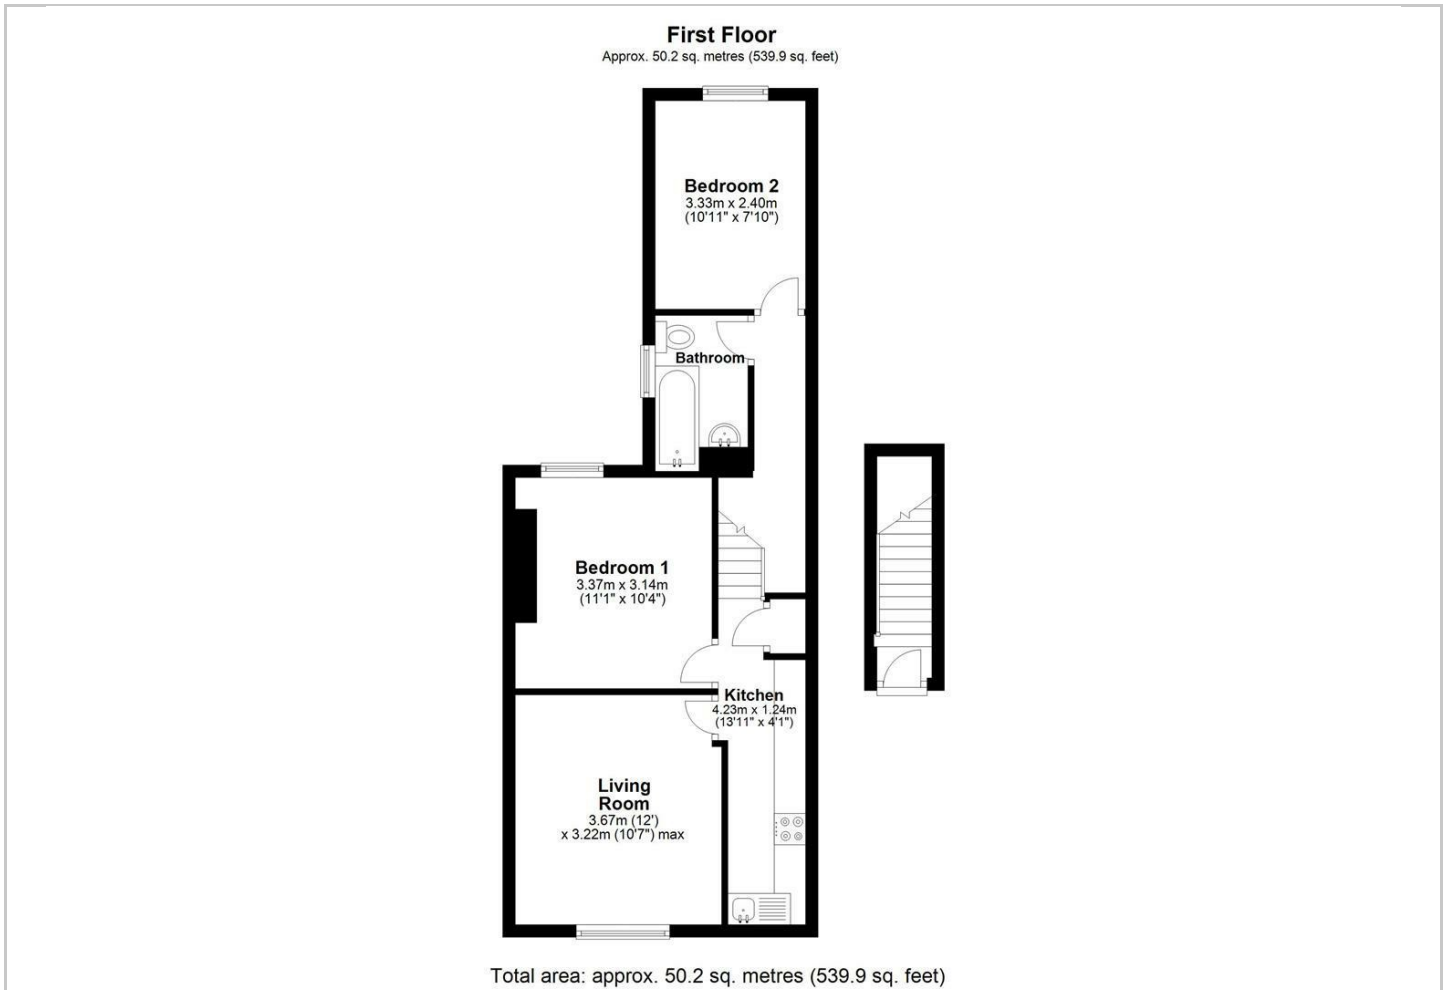 First Floor
Approx. 50.2 sq. metres (539.9 sq. feet)
Bedroom 2
3.33m x 2.40m
(10'11" x 7'10")
Bathroom
Bedroom 1
3.37m x 3.14m
(11'1" x 10'4")
Kitchen
4.23m x 1.24m
(13'11" x 4'1")
Living
Room
3.67m (12')
x 3.22m (10'7") max
Total area: approx. 50.2 sq. metres (539.9 sq. feet)